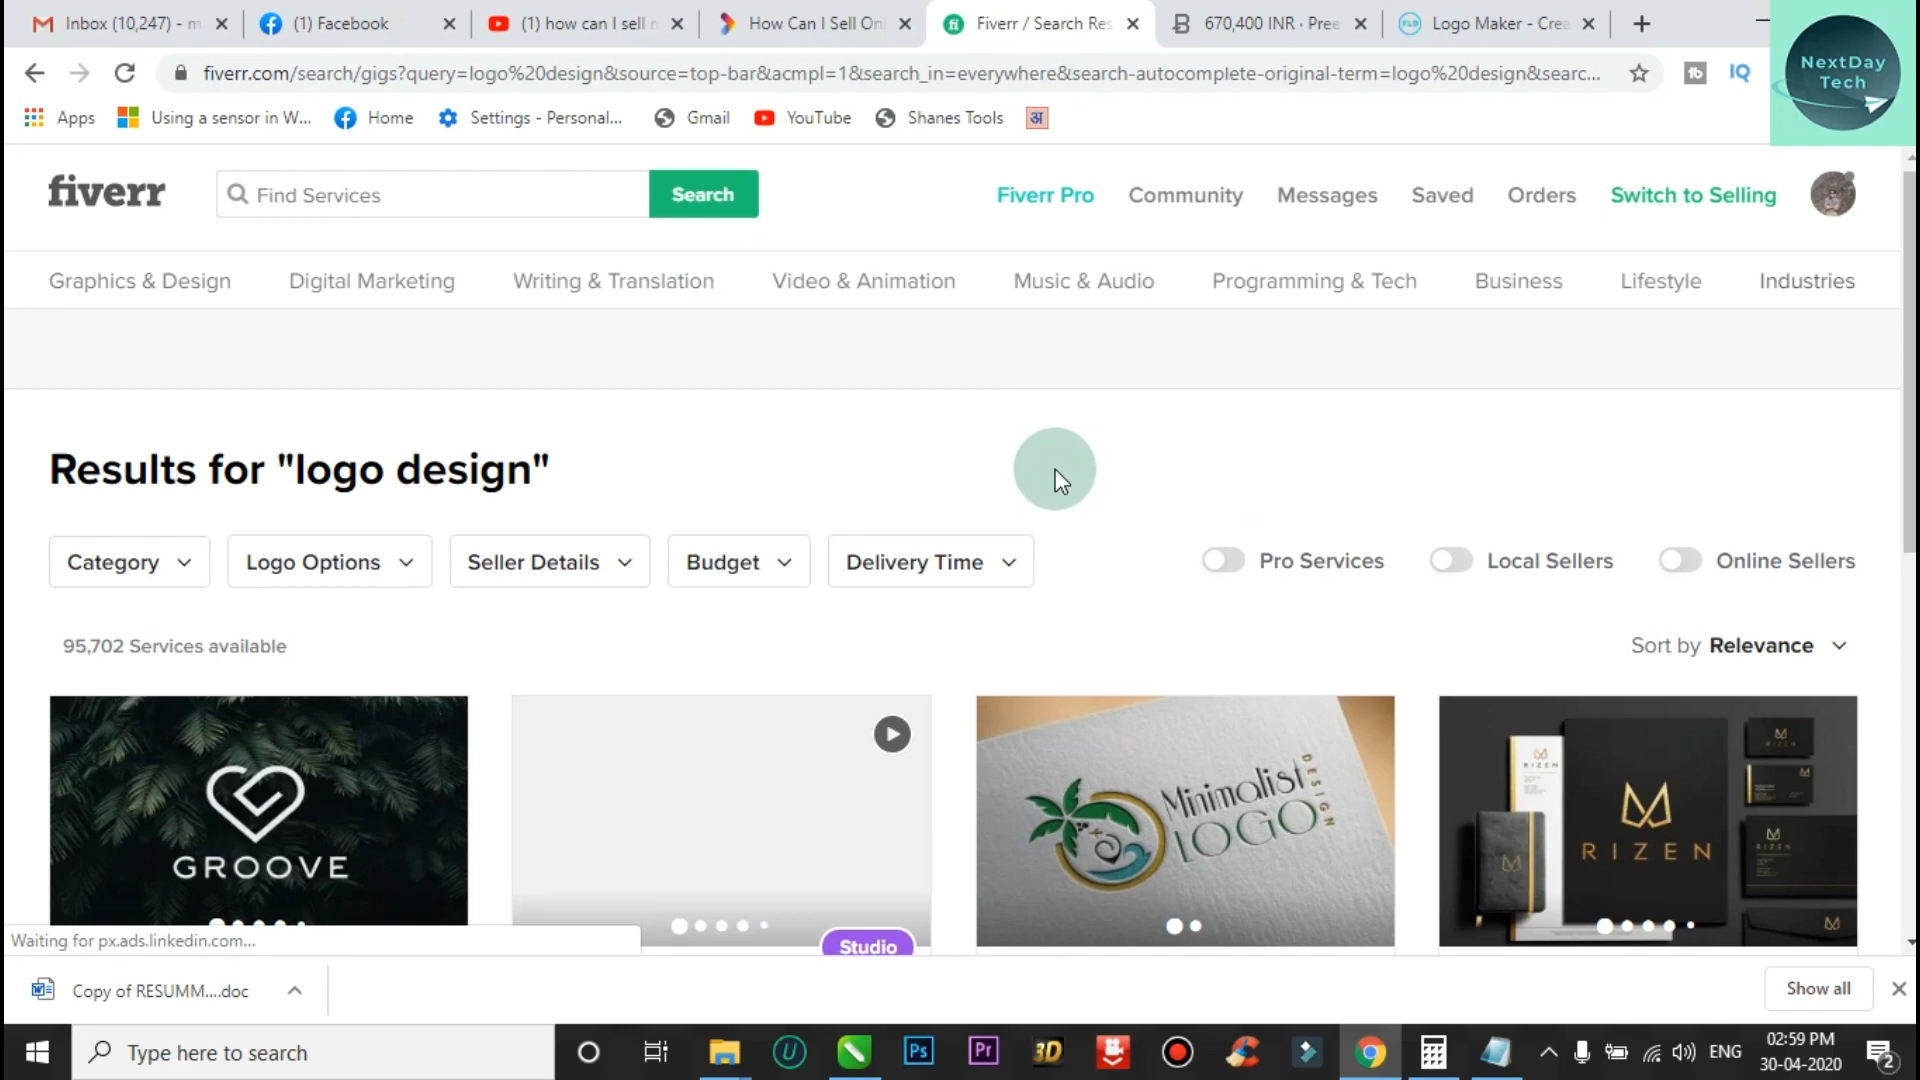 Inbox (10,247) - m
(1) Facebook
(1) how can I sell n
How Can I Sell Onl
Fiverr / Search Res
670,400 INR · Pree
Logo Maker - Crea
fiverr.com/search/gigs?query=logo%20design&source=top-bar&acmpl=1&search_in=everywhere&search-autocomplete-original-term=logo%20design&searc...
IQ
NextDay
Tech
Apps
Using a sensor in W...
Home
Settings - Personal...
Gmail
YouTube
Shanes Tools
अ
fiverr
Find Services
Search
Fiverr Pro
Community
Messages
Saved
Orders
Switch to Selling
Graphics & Design
Digital Marketing
Writing & Translation
Video & Animation
Music & Audio
Programming & Tech
Business
Lifestyle
Industries
Results for "logo design"
Category
Logo Options
Seller Details
Budget
Delivery Time
Pro Services
Local Sellers
Online Sellers
95,702 Services available
Sort by Relevance
GROOVE
Minimalist
LOGO
DESIGN
RIZEN
Waiting for px.ads.linkedin.com...
Studio
Copy of RESUMM....doc
Show all
Type here to search
Ps
Pr
3D
ENG
02:59 PM
30-04-2020
2